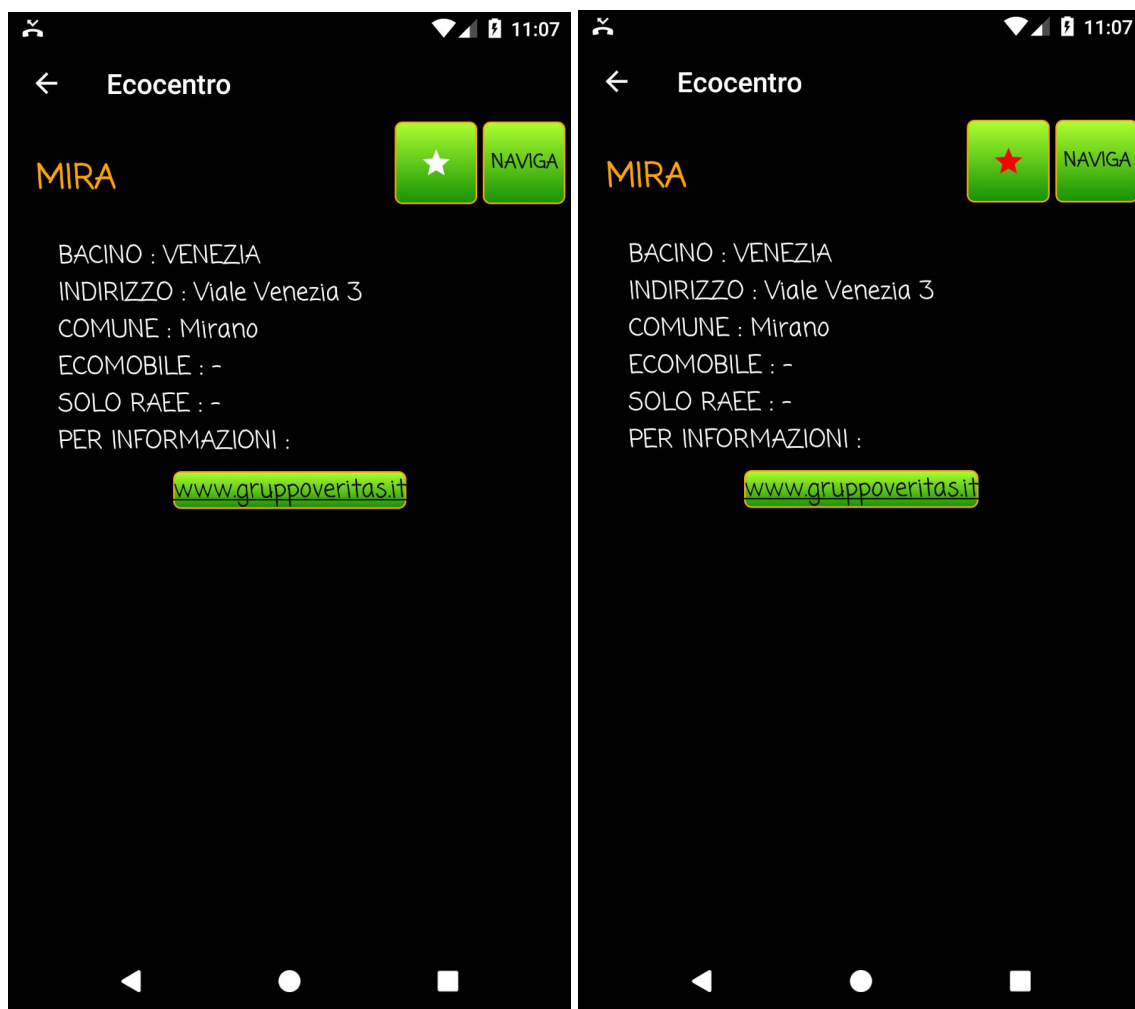 11:07
Ecocentro
MIRA
NAVIGA
BACINO : VENEZIA
INDIRIZZO : Viale Venezia 3
COMUNE : Mirano
ECOMOBILE : -
SOLO RAEE : -
PER INFORMAZIONI :
www.gruppoveritas.it
11:07
Ecocentro
MIRA
NAVIGA
BACINO : VENEZIA
INDIRIZZO : Viale Venezia 3
COMUNE : Mirano
ECOMOBILE : -
SOLO RAEE : -
PER INFORMAZIONI :
www.gruppoveritas.it